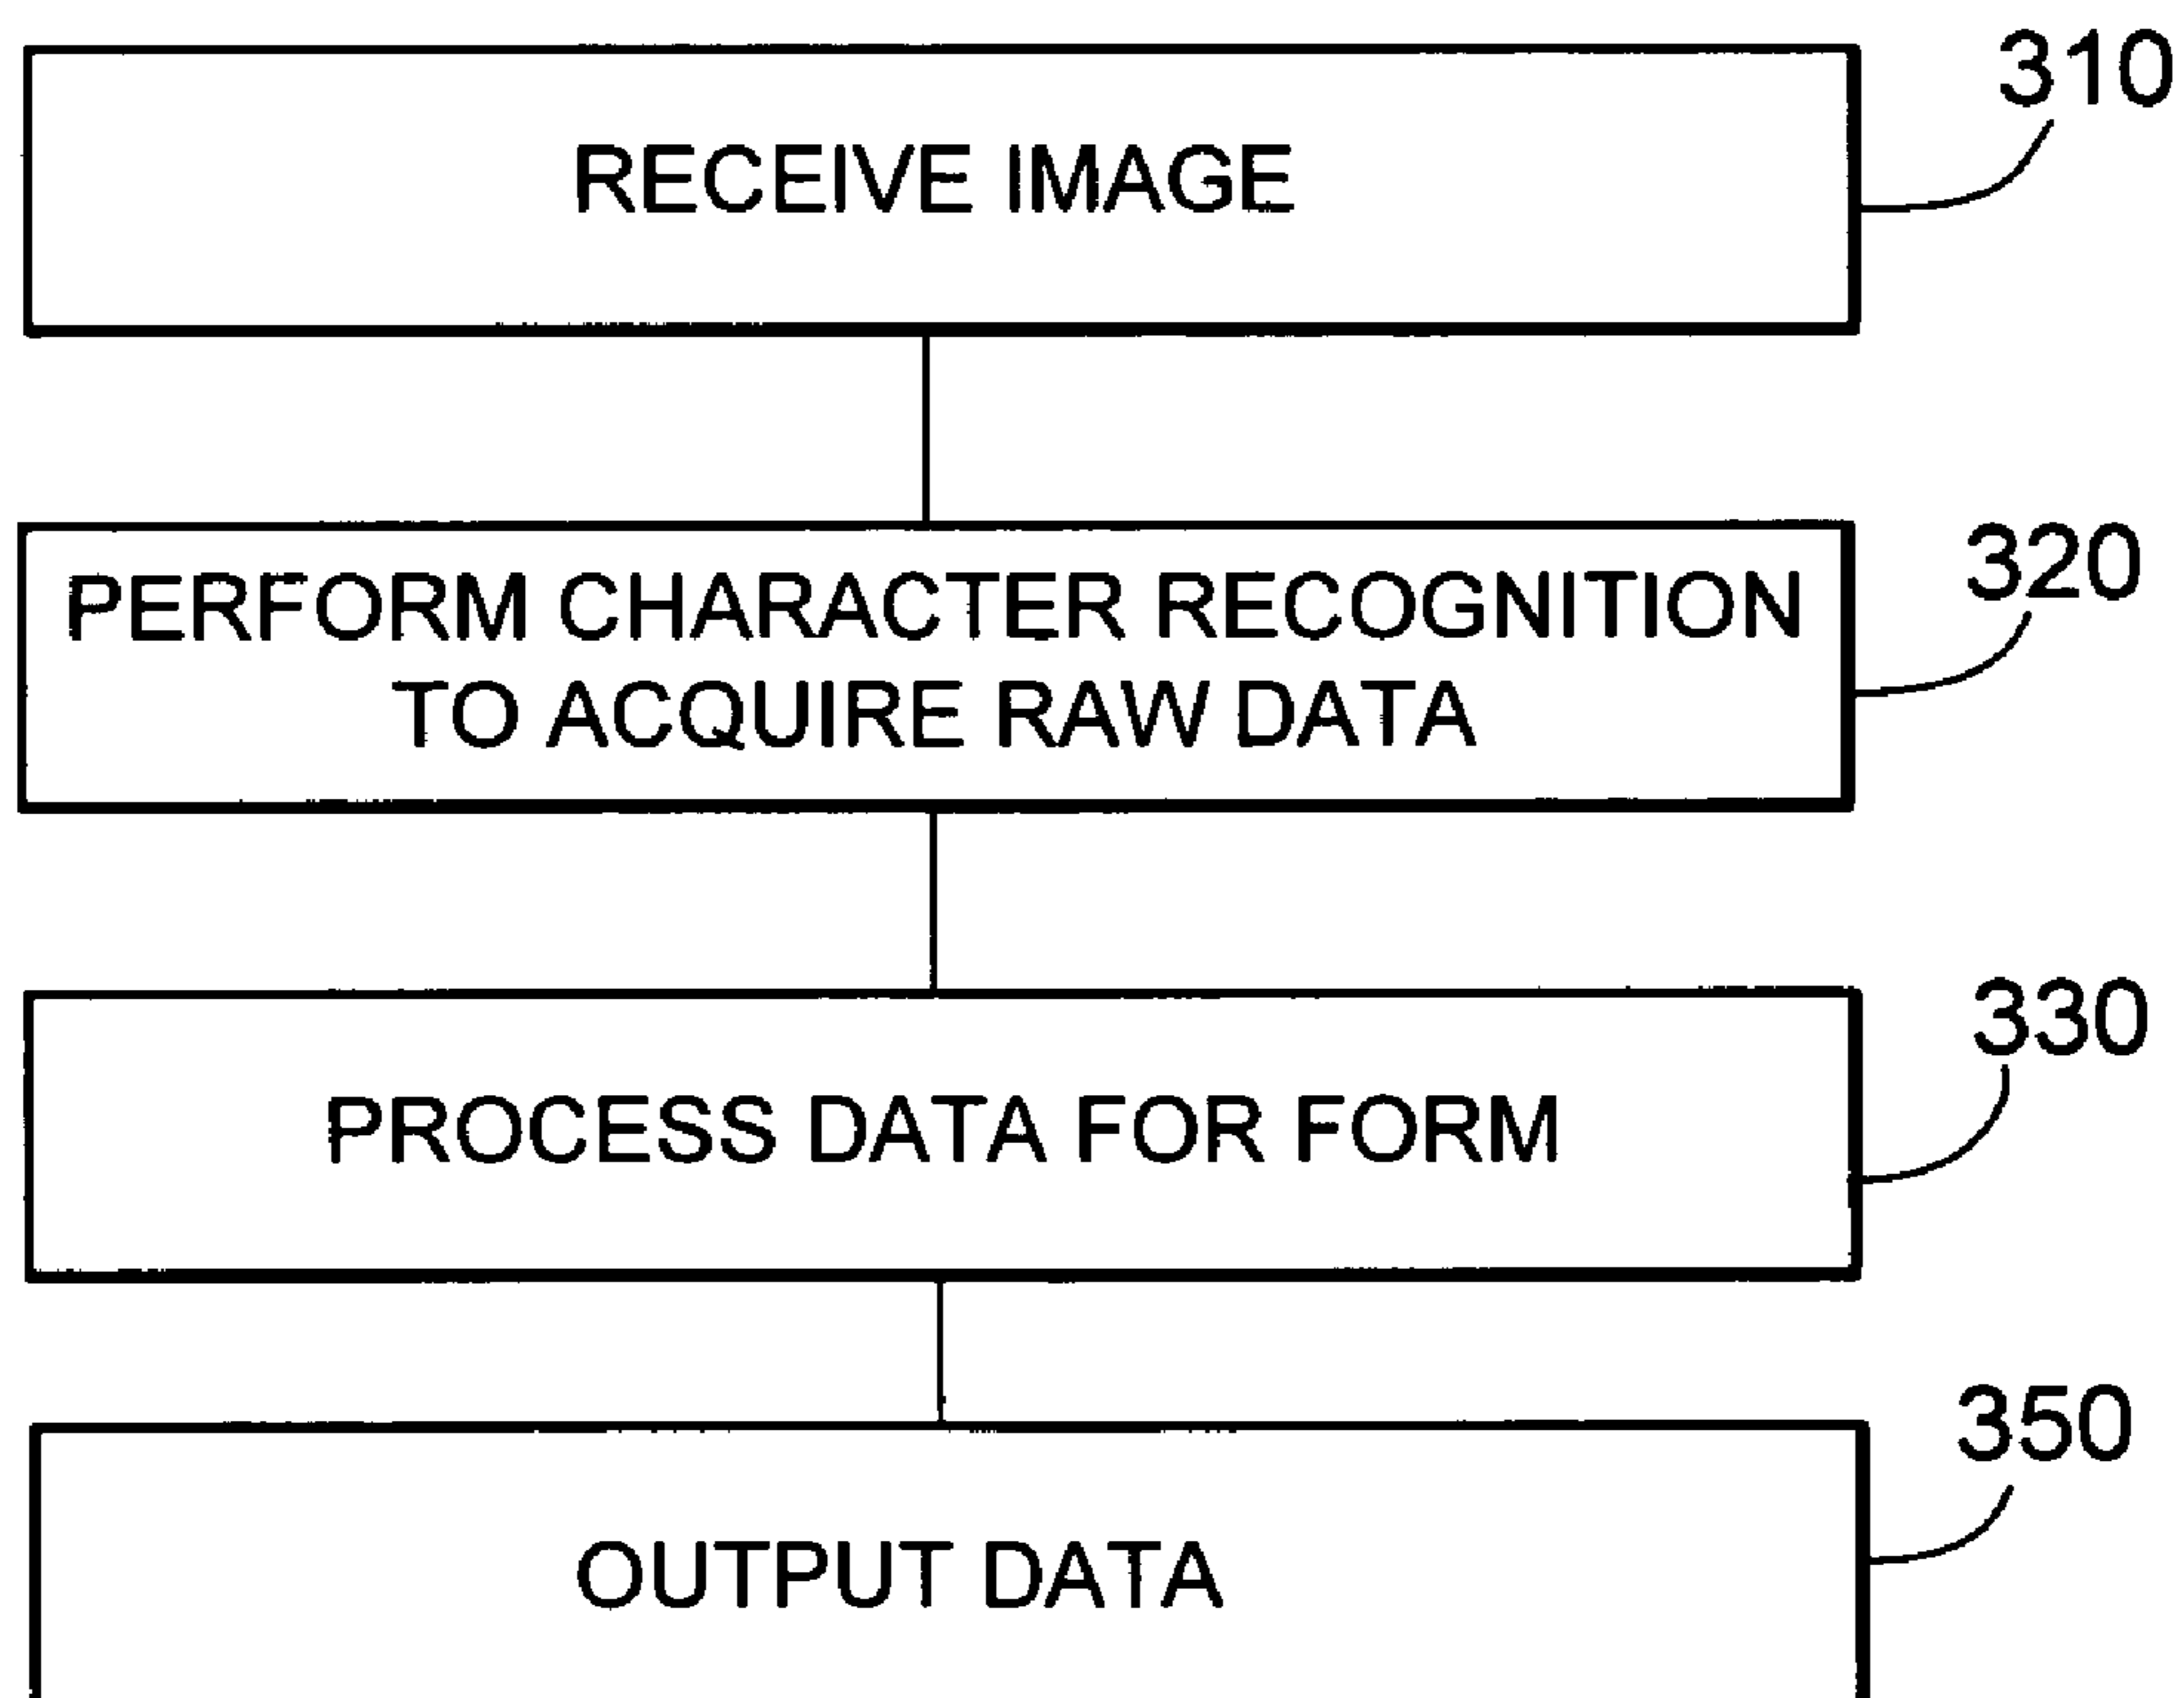 310
RECEIVE IMAGE
320
PERFORM CHARACTER RECOGNITION
TO ACQUIRE RAW DATA
330
PROCESS DATA FOR FORM
350
OUTPUT DATA